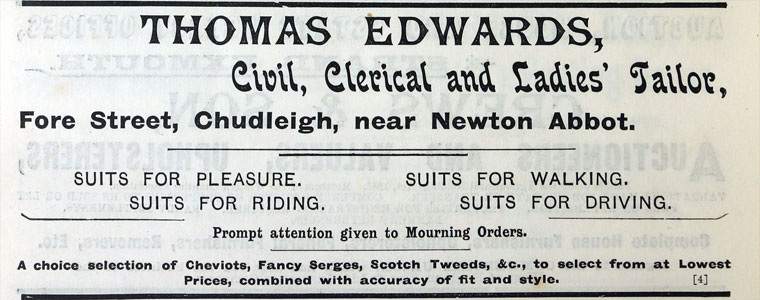 THOMAS EDWARDS,
Civil, Clerical and Ladies' Tailor,
Fore Street, Chudleigh, near Newton Abbot.
SUITS FOR PLEASURE. SUITS FOR WALKING.
SUITS FOR RIDING. SUITS FOR DRIVING.
Prompt attention given to Mourning Orders.
A choice selection of Cheviots, Fancy Serges, Scotch Tweeds, &c., to select from at Lowest
Prices, combined with accuracy of fit and style. [4]